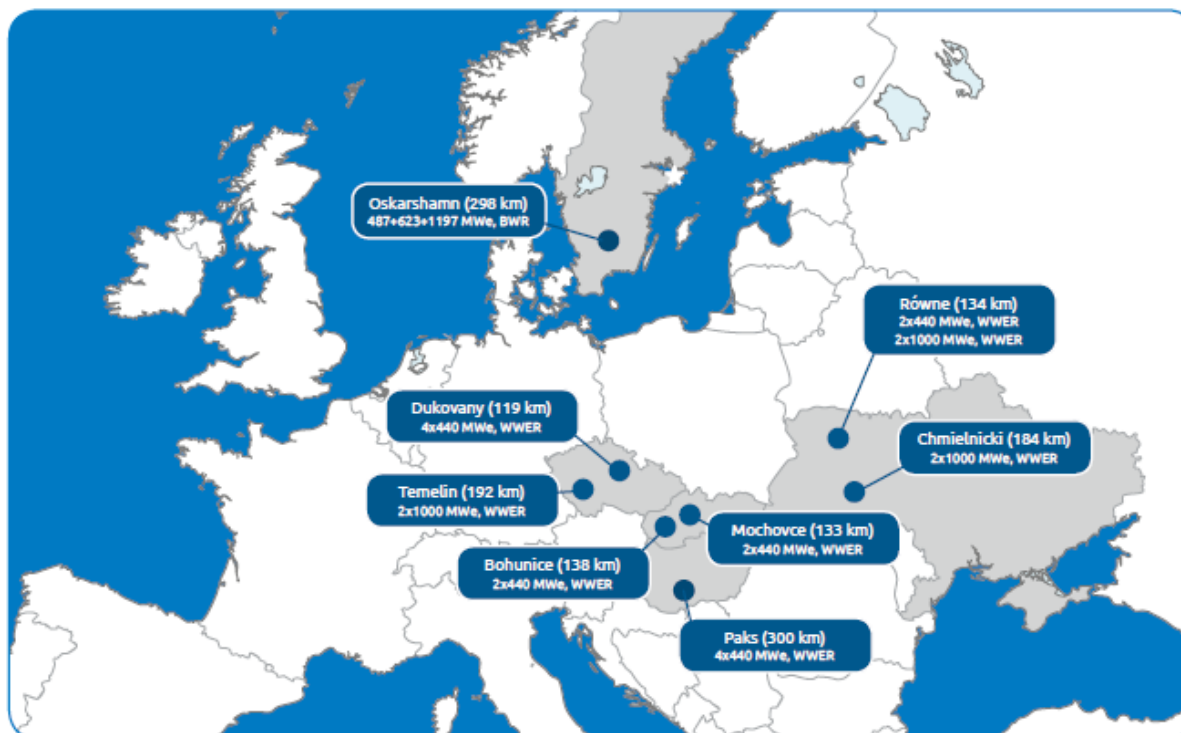 Oskarshamn (298 km)
487+623+1197 MWe, BWR
Równe (134 km)
2x440 MWe, WWER
2x1000 MWe, WWER
Dukovany (119 km)
4x440 MWe, WWER
Chmielnicki (184 km)
2x1000 MWe, WWER
Temelin (192 km)
2x1000 MWe, WWER
Mochovce (133 km)
2x440 MWe, WWER
Bohunice (138 km)
2x440 MWe, WWER
Paks (300 km)
4x440 MWe, WWER